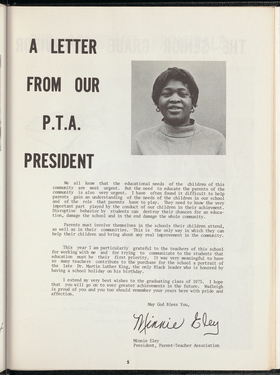 A LETTER
FROM OUR
P.T.A.
PRESIDENT
We all know that the educational needs of the children of this
community are most urgent. But the need to educate the parents of the
community is also very urgent. I have often found it difficult to help
parents gain an understanding of the needs of the children in our school
and of the role that parents have to play. They need to know the very
important part played by the conduct of our children in their achievement.
Disruptive behavior by students can destroy their chances for an educa-
tion, damage the school and in the end damage the whole community.
Parents must involve themselves in the schools their children attend,
as well as in their communities. This is the only way in which they can
help their children and bring about any real improvement in the community.
This year I am particularly grateful to the teachers of this school
for working with me and for trying to communicate to the students that
education must be their first priority. It was very meaningful to have
so many teachers contribute to the purchase for the school a portrait of
the late Dr. Martin Luther King, the only Black leader who is honored by
having a school holiday on his birthday.
I extend my very best wishes to the graduating class of 1975. I hope
that you will go on to ever greater achievements in the future.
is proud of you and you too should remember your years here with pride and
affection.
May God Bless You,
Minnie Eley
Minnie Eley
President, Parent-Teacher Association
5